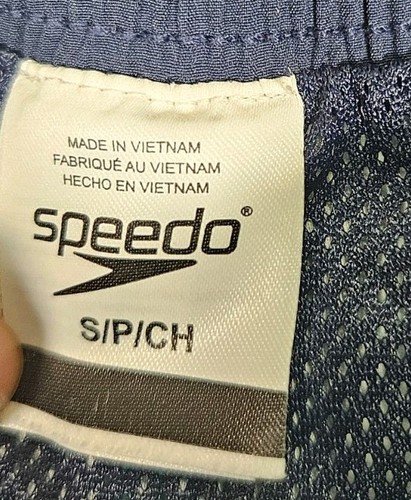 MADE IN VIETNAM
FABRIQUÉ AU VIETNAM
HECHO EN VIETNAM
speedo®
S/P/CH